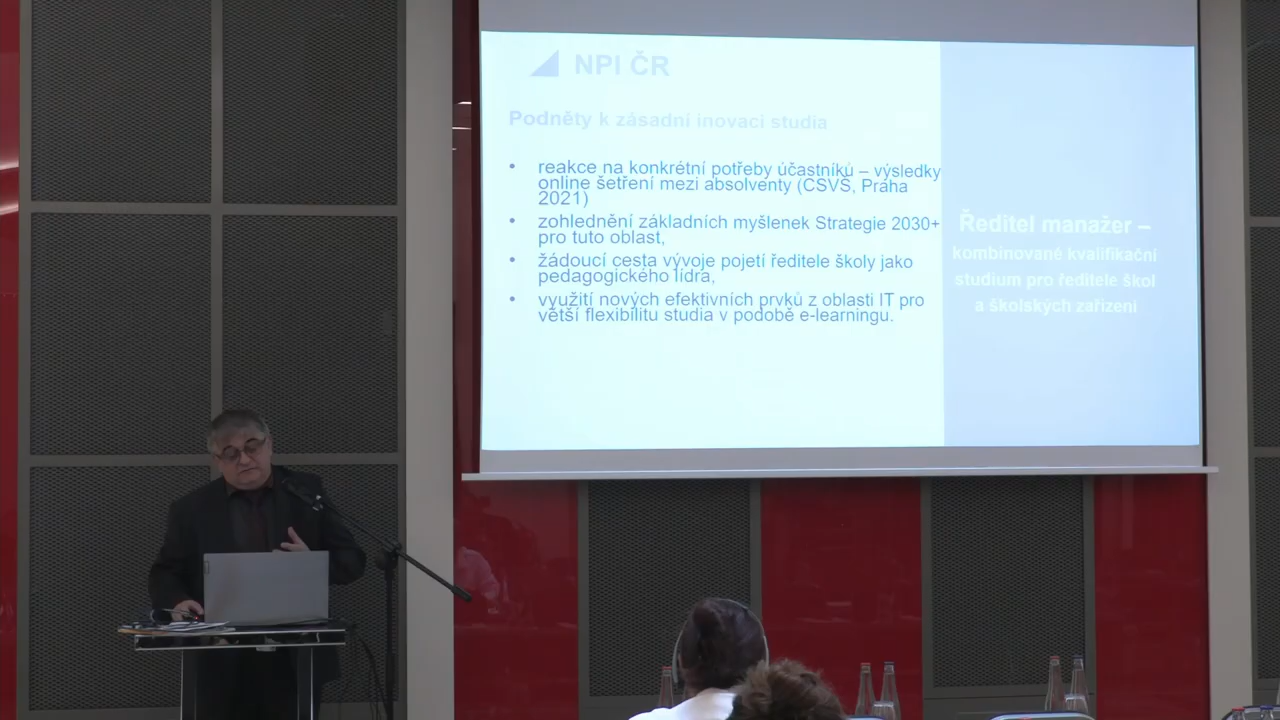 NPI ČR
Podněty k zásadní inovaci studia
• reakce na konkrétní potřeby účastníků – výsledky
online šetření mezi absolventy (CSVŠ, Praha
2021)
• zohlednění základních myšlenek Strategie 2030+
pro tuto oblast,
• žádoucí cesta vývoje pojetí ředitele školy jako
pedagogického lídra,
• využití nových efektivních prvků z oblasti IT pro
větší flexibilitu studia v podobě e-learningu.
Ředitel manažer –
kombinované kvalifikační
studium pro ředitele škol
a školských zařízení